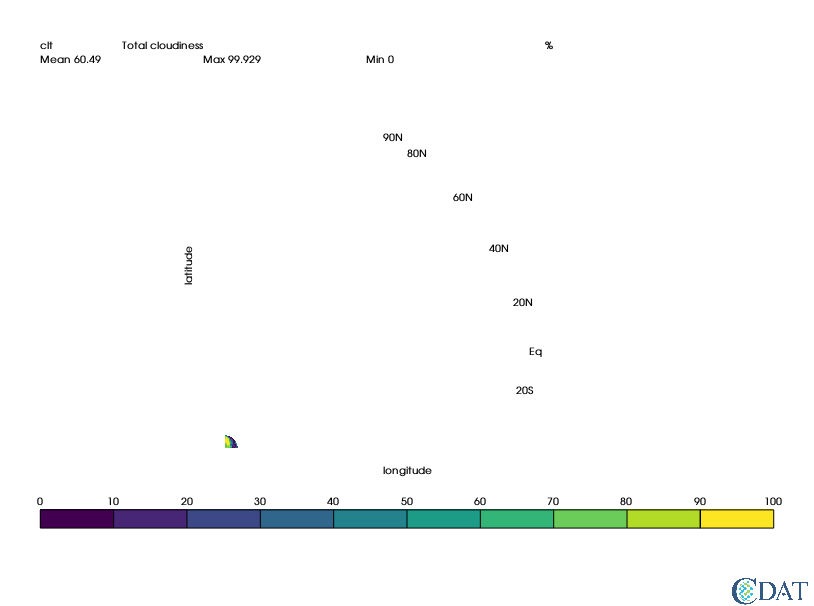 clt Total cloudiness %
Mean 60.49 Max 99.929 Min 0
90N
80N
60N
40N
latitude
20N
Eq
20S
longitude
0 10 20 30 40 50 60 70 80 90 100
CDAT